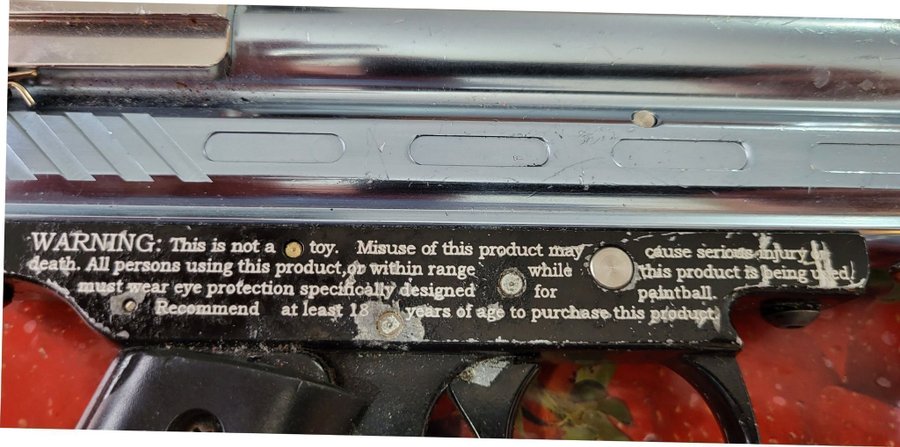 WARNING: This is not a toy. Misuse of this product may cause serious injury or
death. All persons using this product, or within range while this product is being used,
must wear eye protection specifically designed for paintball.
Recommend at least 18 years of age to purchase this product.